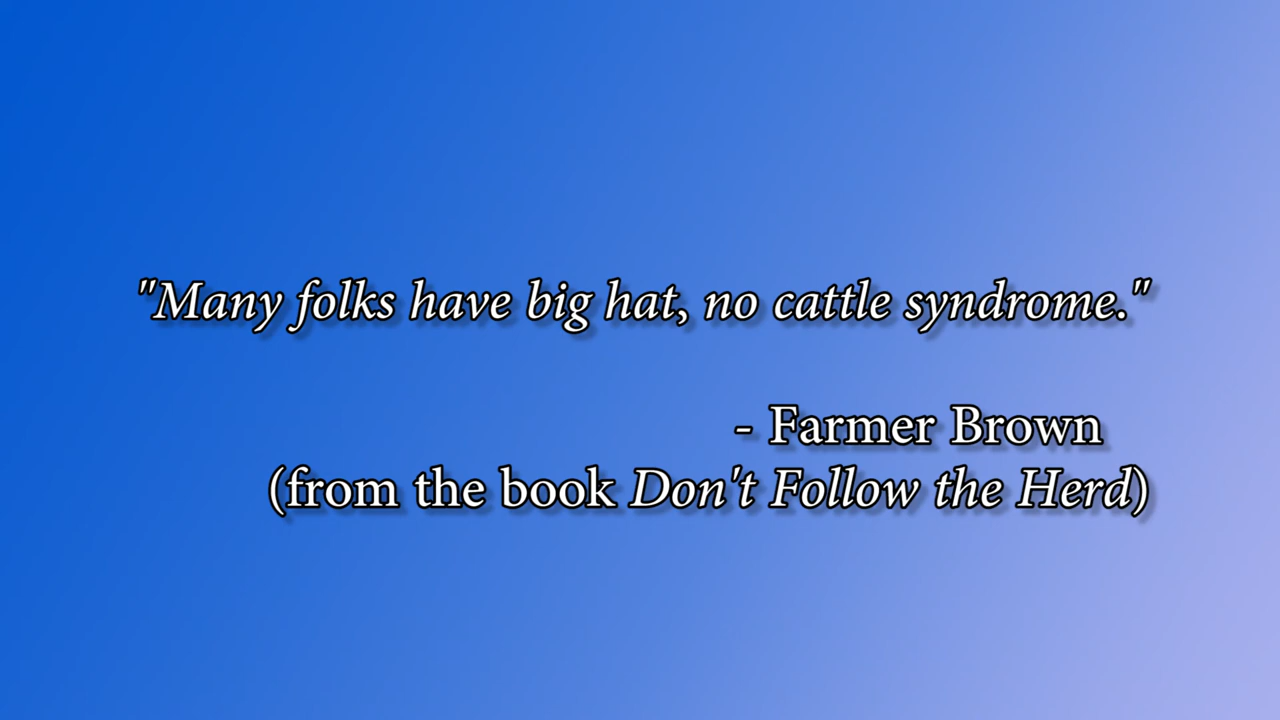 "Many folks have big hat, no cattle syndrome."
- Farmer Brown
(from the book Don't Follow the Herd)